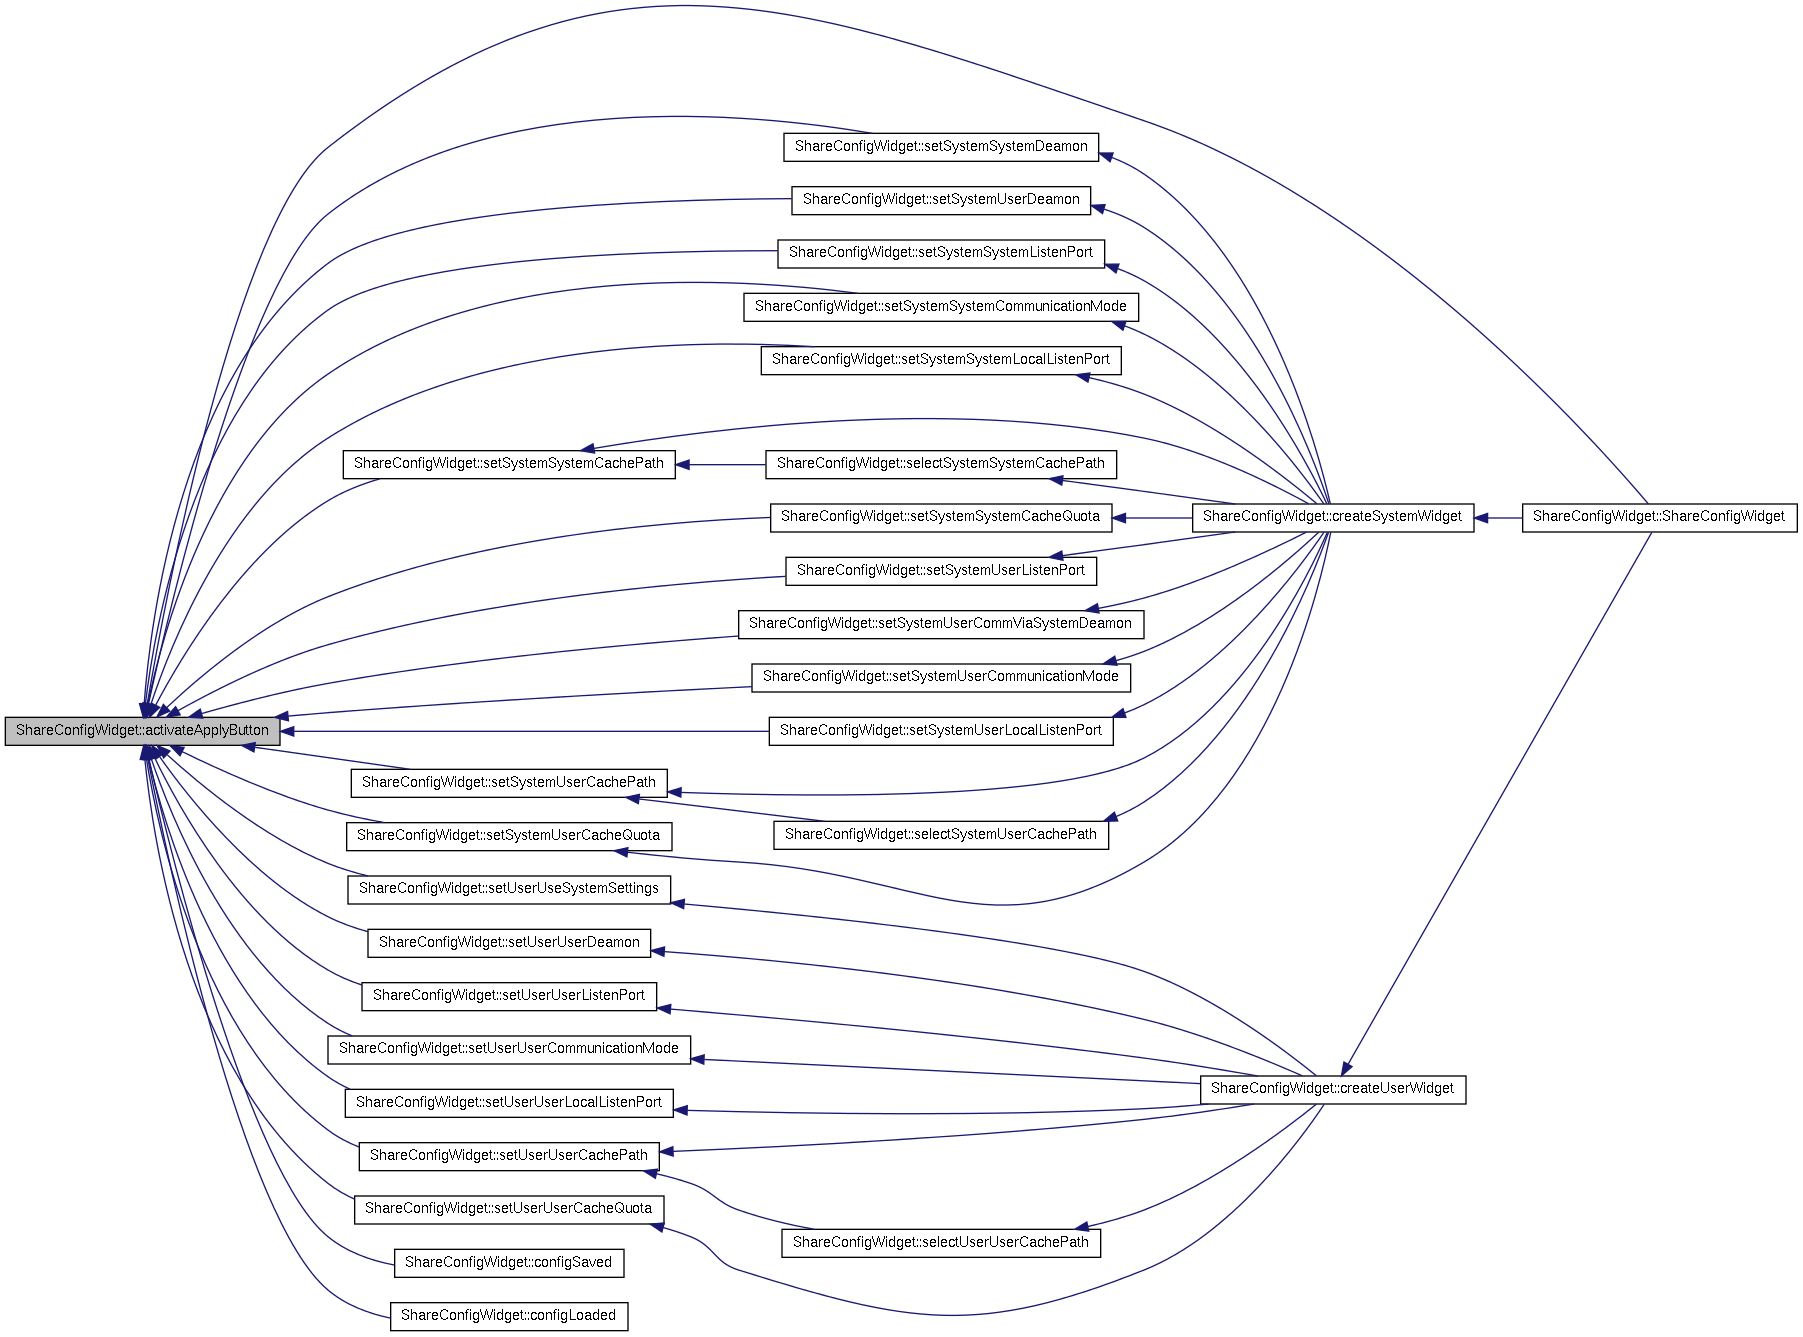 ShareConfigWidget::setSystemSystemDeamon
ShareConfigWidget::setSystemUserDeamon
ShareConfigWidget::setSystemSystemListenPort
ShareConfigWidget::setSystemSystemCommunicationMode
ShareConfigWidget::setSystemSystemLocalListenPort
ShareConfigWidget::setSystemSystemCachePath
ShareConfigWidget::selectSystemSystemCachePath
ShareConfigWidget::setSystemSystemCacheQuota
ShareConfigWidget::createSystemWidget
ShareConfigWidget::ShareConfigWidget
ShareConfigWidget::setSystemUserListenPort
ShareConfigWidget::setSystemUserCommViaSystemDeamon
ShareConfigWidget::setSystemUserCommunicationMode
ShareConfigWidget::activateApplyButton
ShareConfigWidget::setSystemUserLocalListenPort
ShareConfigWidget::setSystemUserCachePath
ShareConfigWidget::setSystemUserCacheQuota
ShareConfigWidget::selectSystemUserCachePath
ShareConfigWidget::setUserUseSystemSettings
ShareConfigWidget::setUserUserDeamon
ShareConfigWidget::setUserUserListenPort
ShareConfigWidget::setUserUserCommunicationMode
ShareConfigWidget::createUserWidget
ShareConfigWidget::setUserUserLocalListenPort
ShareConfigWidget::setUserUserCachePath
ShareConfigWidget::setUserUserCacheQuota
ShareConfigWidget::selectUserUserCachePath
ShareConfigWidget::configSaved
ShareConfigWidget::configLoaded